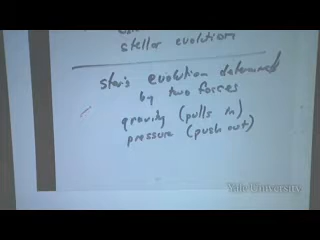 stellar evolution
star's evolution determined
by two forces
gravity (pulls in)
pressure (push out)
Yale University